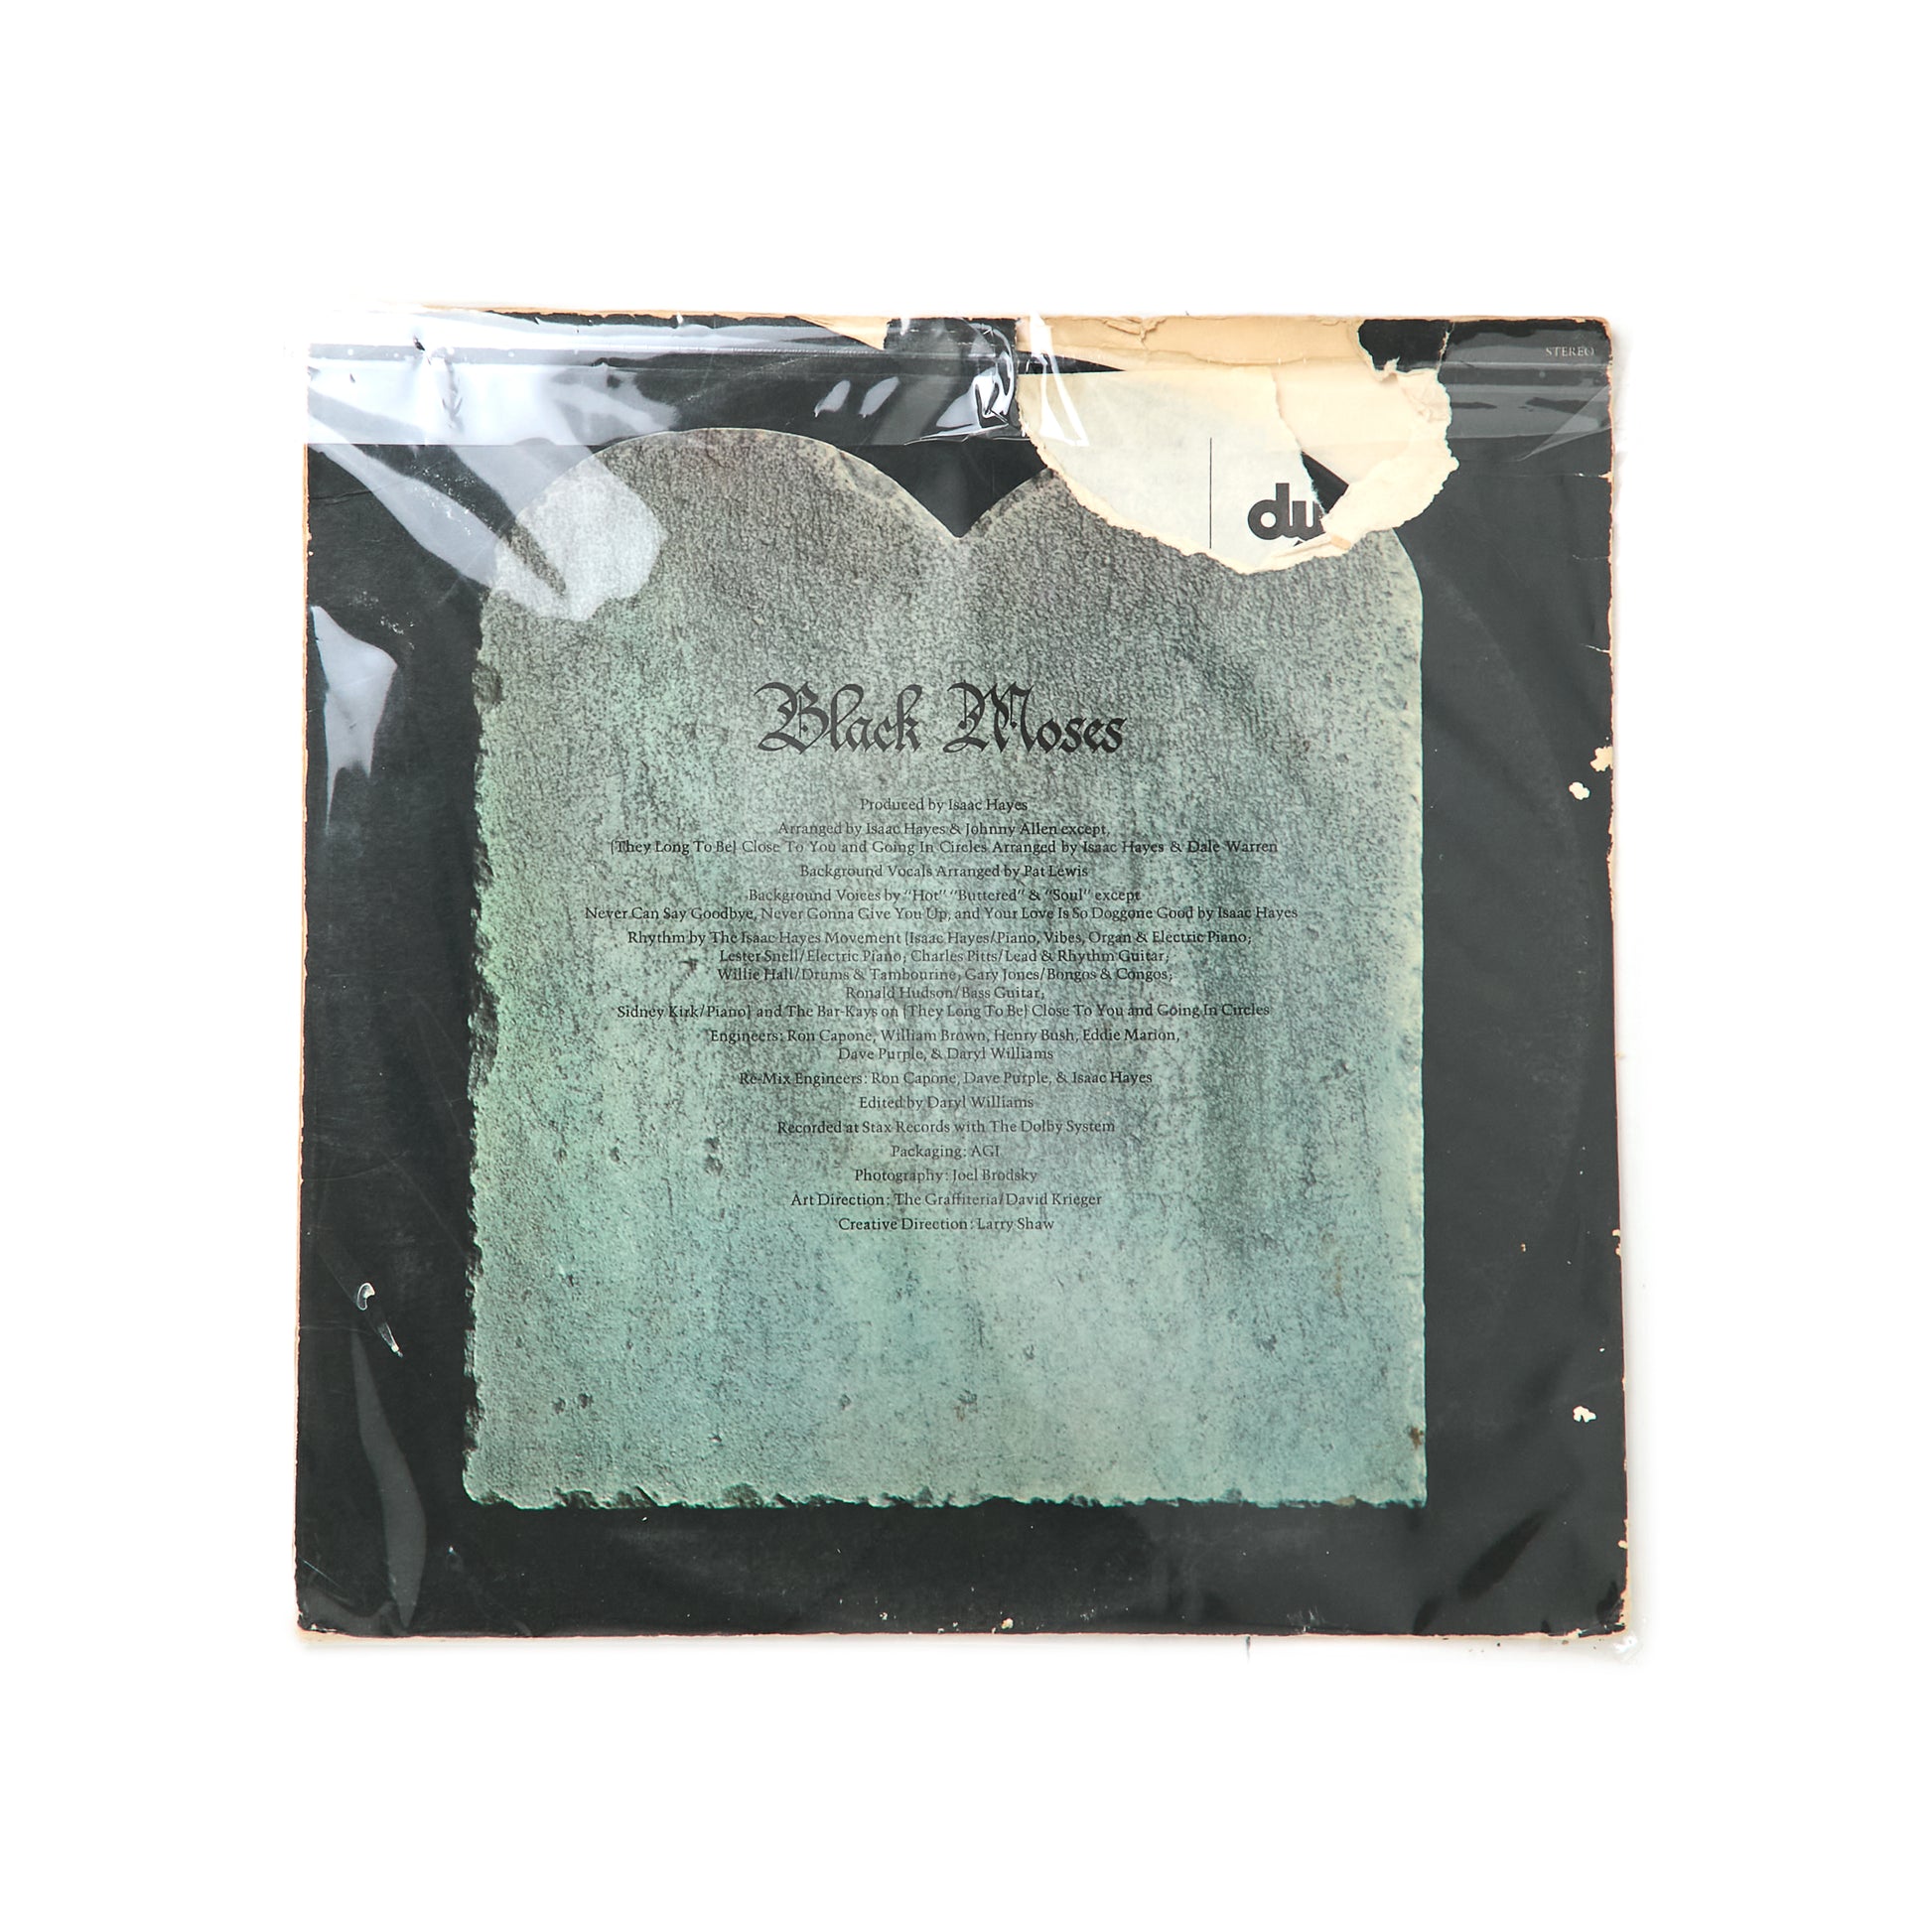 STEREO
du
Black Moses
Produced by Isaac Hayes
Arranged by Isaac Hayes & Johnny Allen except,
[They Long To Be] Close To You and Going In Circles Arranged by Isaac Hayes & Dale Warren
Background Vocals Arranged by Pat Lewis
Background Voices by "Hot" "Buttered" & "Soul" except
Never Can Say Goodbye, Never Gonna Give You Up, and Your Love Is So Doggone Good by Isaac Hayes
Rhythm by The Isaac Hayes Movement [Isaac Hayes/Piano, Vibes, Organ & Electric Piano;
Lester Snell/Electric Piano; Charles Pitts/Lead & Rhythm Guitar;
Willie Hall/Drums & Tambourine; Gary Jones/Bongos & Congos;
Ronald Hudson/Bass Guitar;
Sidney Kirk/Piano] and The Bar-Kays on [They Long To Be] Close To You and Going In Circles
Engineers: Ron Capone, William Brown, Henry Bush, Eddie Marion,
Dave Purple, & Daryl Williams
Re-Mix Engineers: Ron Capone, Dave Purple, & Isaac Hayes
Edited by Daryl Williams
Recorded at Stax Records with The Dolby System
Packaging: AGI
Photography: Joel Brodsky
Art Direction: The Graffiteria/David Krieger
Creative Direction: Larry Shaw